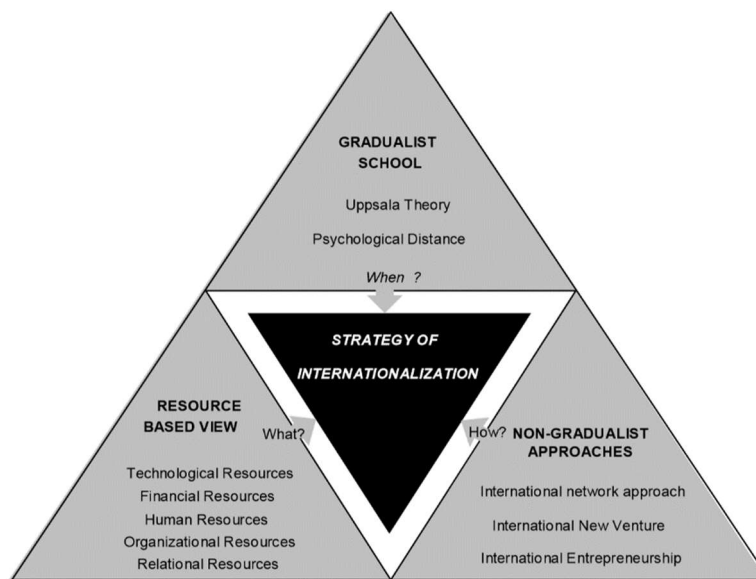 GRADUALIST
SCHOOL
Uppsala Theory
Psychological Distance
When ?
STRATEGY OF
INTERNATIONALIZATION
RESOURCE
BASED VIEW
What?
Technological Resources
Financial Resources
Human Resources
Organizational Resources
Relational Resources
How?
NON-GRADUALIST
APPROACHES
International network approach
International New Venture
International Entrepreneurship